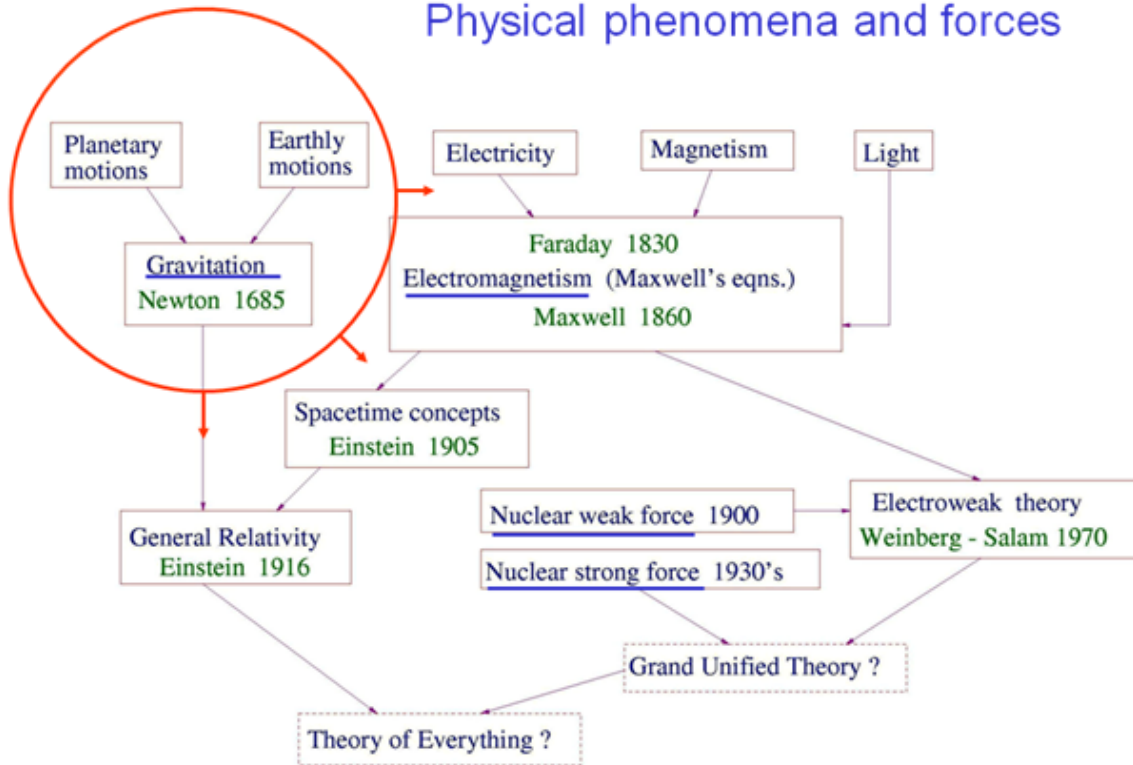 Physical phenomena and forces
Planetary
motions
Earthly
motions
Electricity
Magnetism
Light
Gravitation
Newton 1685
Faraday 1830
Electromagnetism (Maxwell's eqns.)
Maxwell 1860
Spacetime concepts
Einstein 1905
General Relativity
Einstein 1916
Nuclear weak force 1900
Nuclear strong force 1930's
Electroweak theory
Weinberg - Salam 1970
Grand Unified Theory ?
Theory of Everything ?